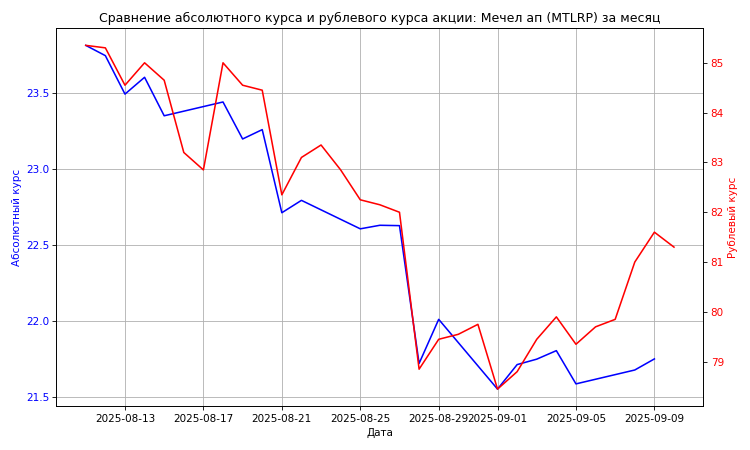 Сравнение абсолютного курса и рублевого курса акции: Мечел ап (MTLRP) за месяц
23.5
23.0
22.5
22.0
21.5
Абсолютный курс
85
84
83
82
81
80
79
Рублевый курс
2025-08-13 2025-08-17 2025-08-21 2025-08-25 2025-08-29 2025-09-01 2025-09-05 2025-09-09
Дата